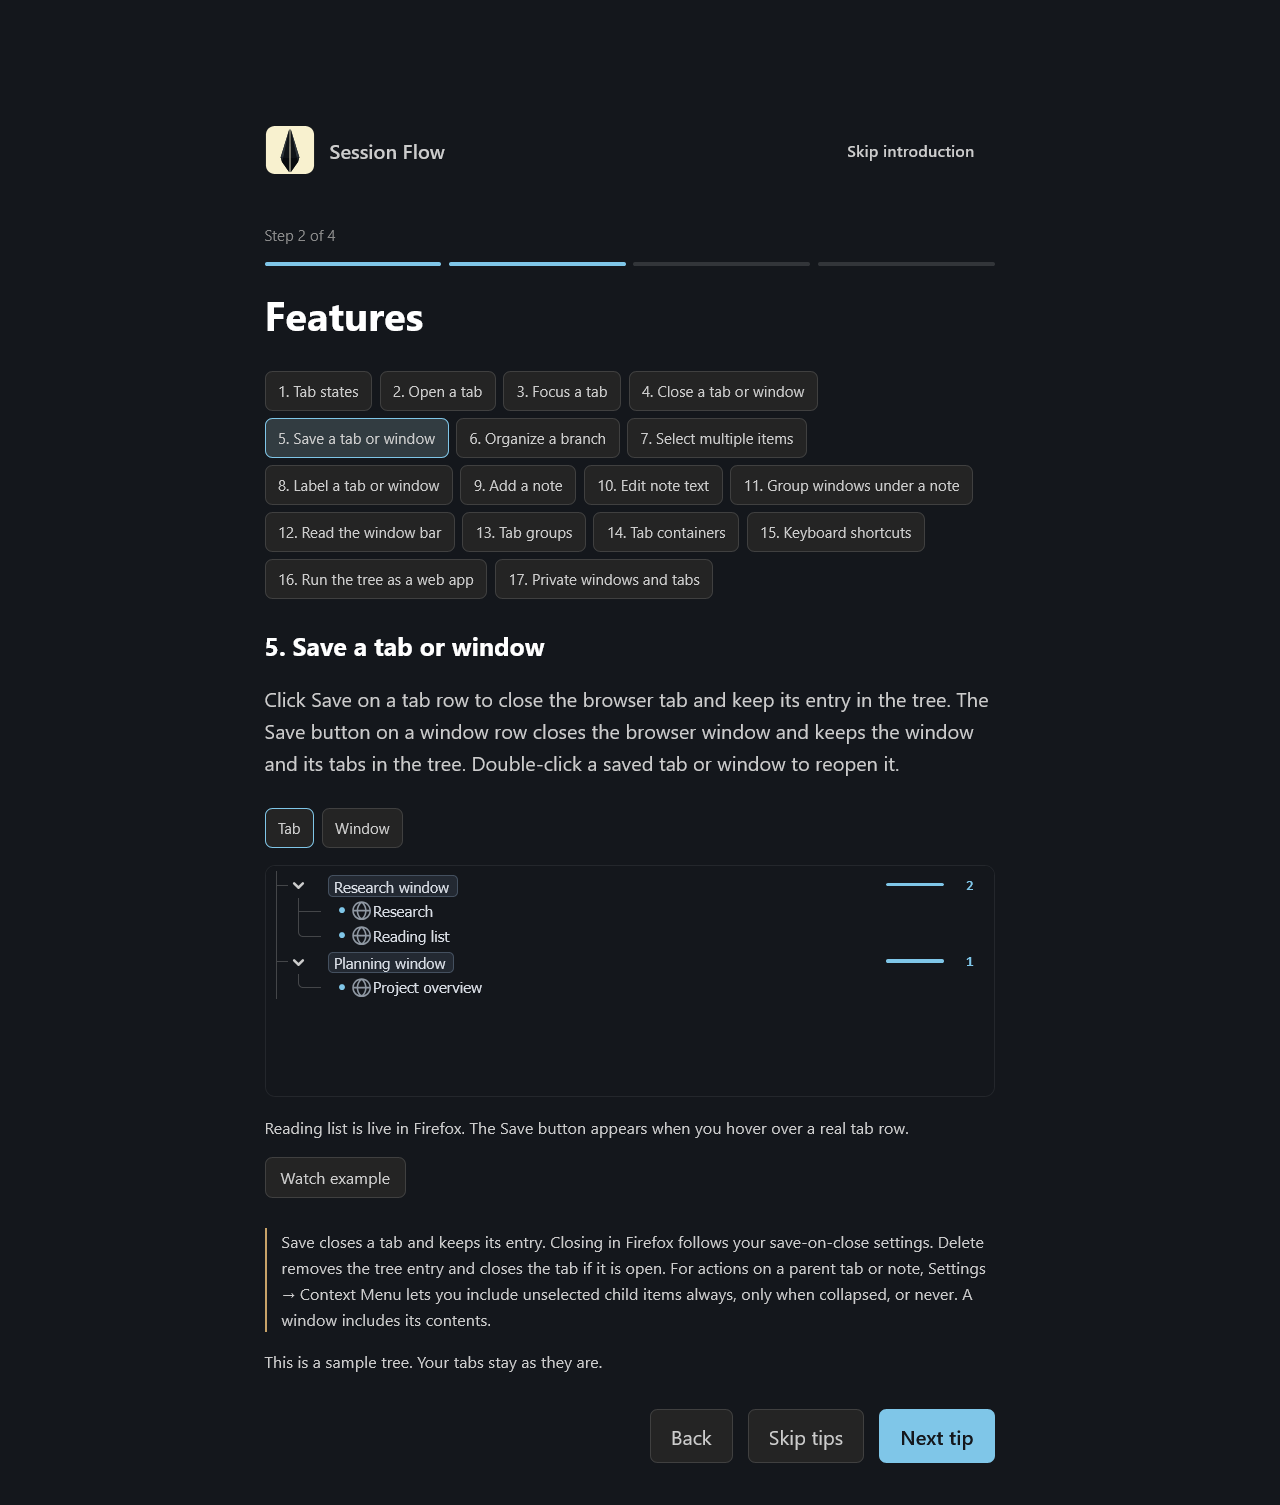 Session Flow
Skip introduction
Step 2 of 4
Features
1. Tab states
2. Open a tab
3. Focus a tab
4. Close a tab or window
5. Save a tab or window
6. Organize a branch
7. Select multiple items
8. Label a tab or window
9. Add a note
10. Edit note text
11. Group windows under a note
12. Read the window bar
13. Tab groups
14. Tab containers
15. Keyboard shortcuts
16. Run the tree as a web app
17. Private windows and tabs
5. Save a tab or window
Click Save on a tab row to close the browser tab and keep its entry in the tree. The
Save button on a window row closes the browser window and keeps the window
and its tabs in the tree. Double-click a saved tab or window to reopen it.
Tab
Window
Research window
2
Research
Reading list
Planning window
1
Project overview
Reading list is live in Firefox. The Save button appears when you hover over a real tab row.
Watch example
Save closes a tab and keeps its entry. Closing in Firefox follows your save-on-close settings. Delete
removes the tree entry and closes the tab if it is open. For actions on a parent tab or note, Settings
→ Context Menu lets you include unselected child items always, only when collapsed, or never. A
window includes its contents.
This is a sample tree. Your tabs stay as they are.
Back
Skip tips
Next tip